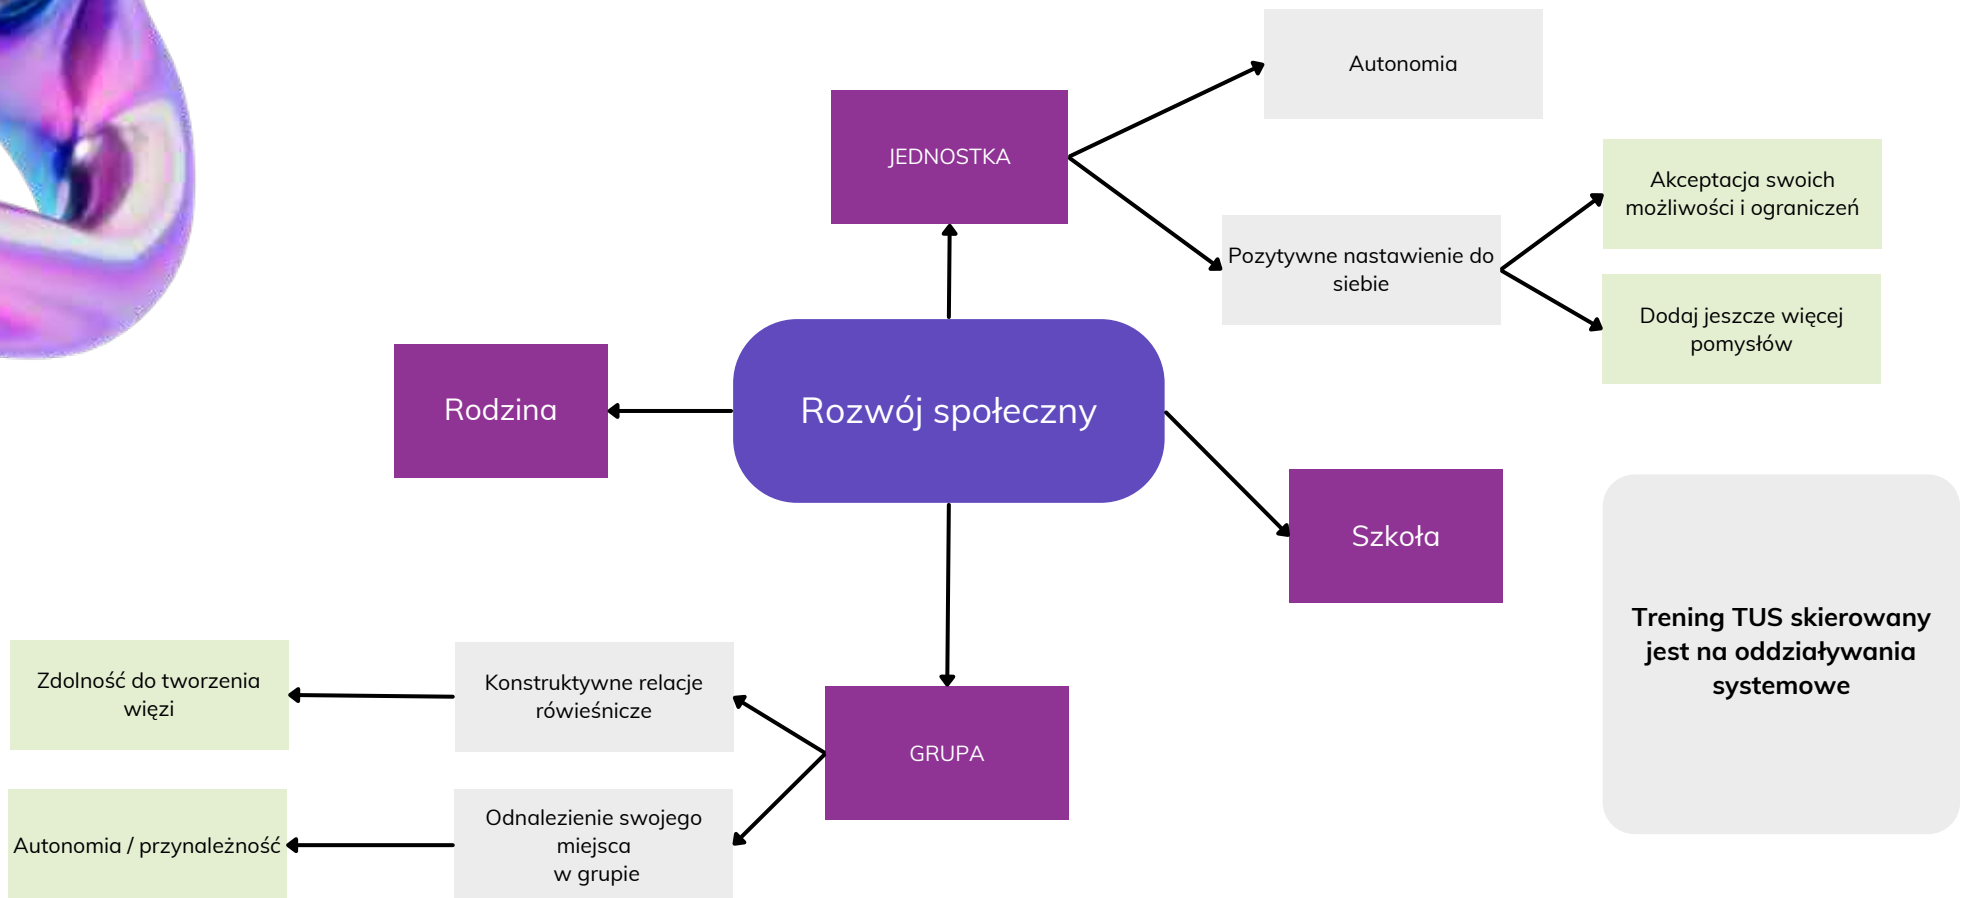 Autonomia
JEDNOSTKA
Akceptacja swoich
możliwości i ograniczeń
Pozytywne nastawienie do
siebie
Dodaj jeszcze więcej
pomysłów
Rodzina
Rozwój społeczny
Szkoła
Trening TUS skierowany
jest na oddziaływania
systemowe
Zdolność do tworzenia
więzi
Konstruktywne relacje
rówieśnicze
GRUPA
Autonomia / przynależność
Odnalezienie swojego
miejsca
w grupie